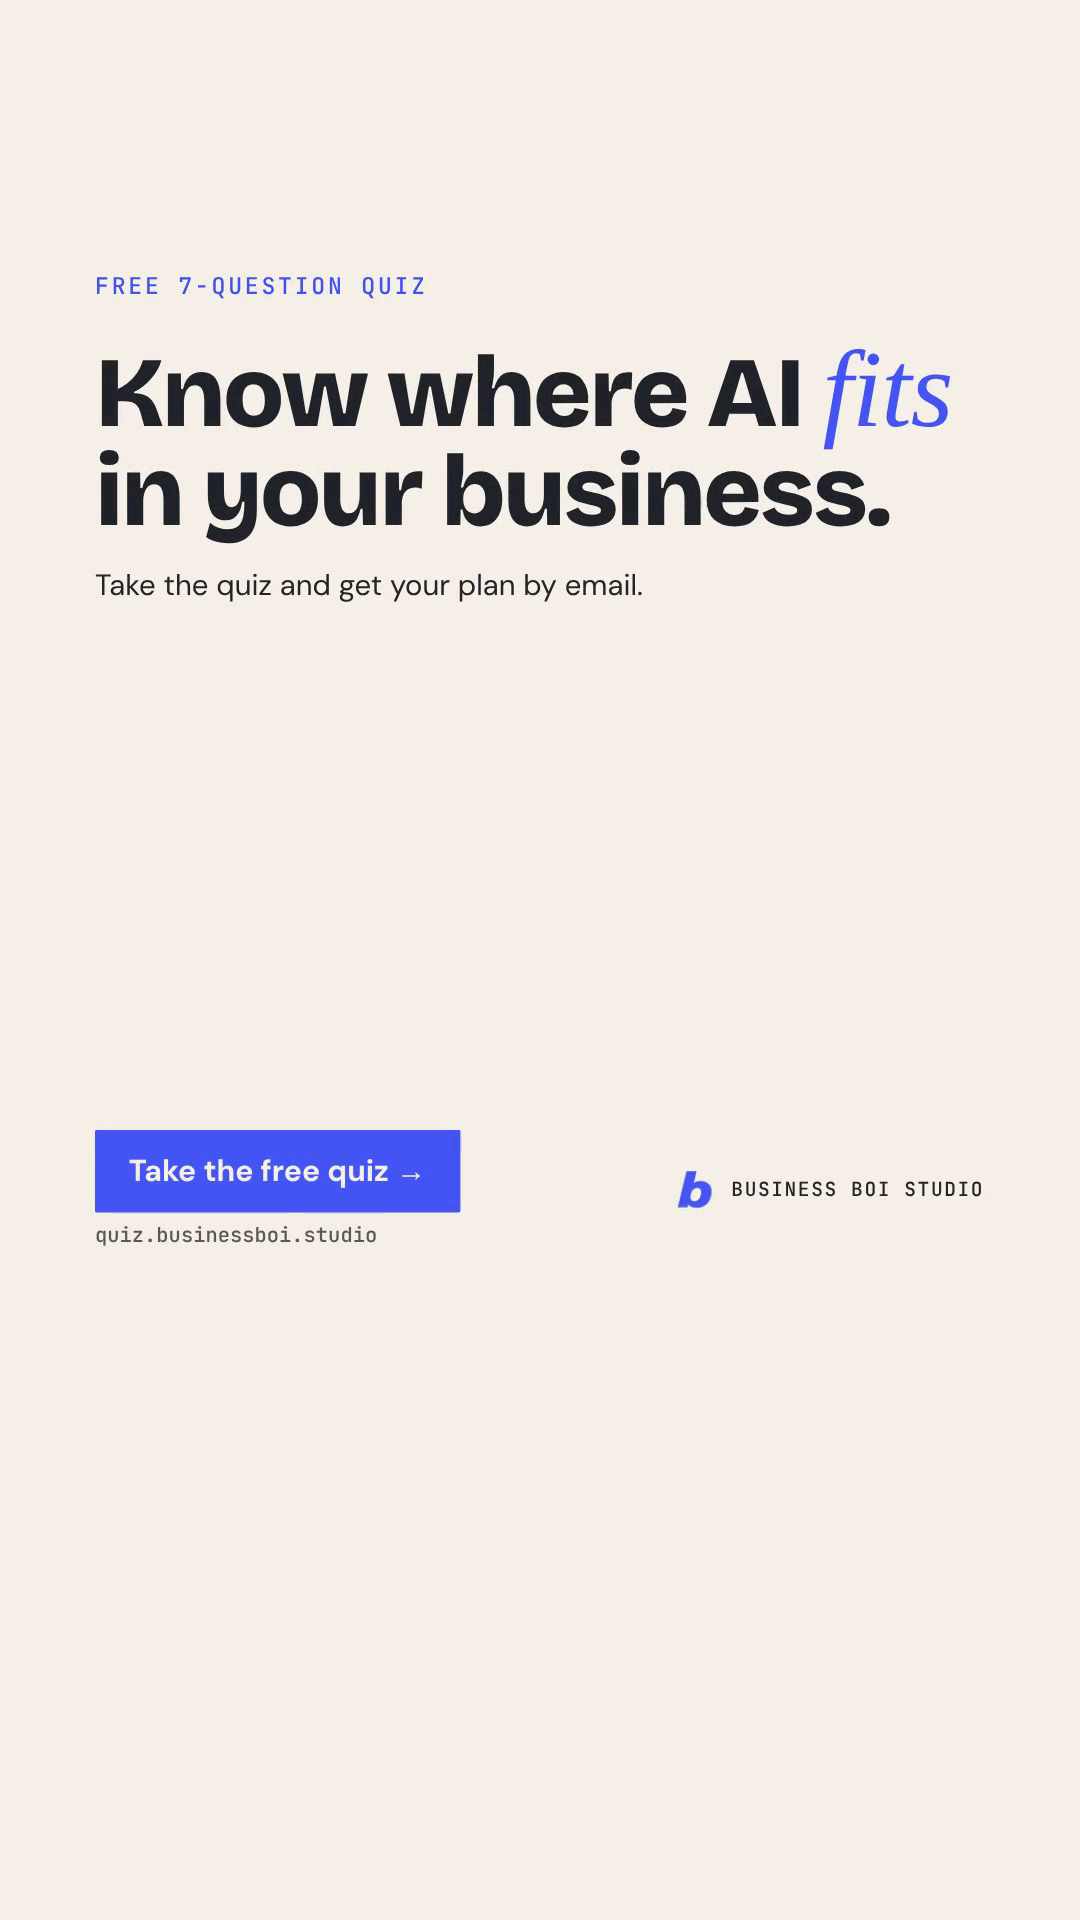 FREE 7-QUESTION QUIZ
Know where AI fits
in your business.
Take the quiz and get your plan by email.
Take the free quiz →
quiz.businessboi.studio
b BUSINESS BOI STUDIO